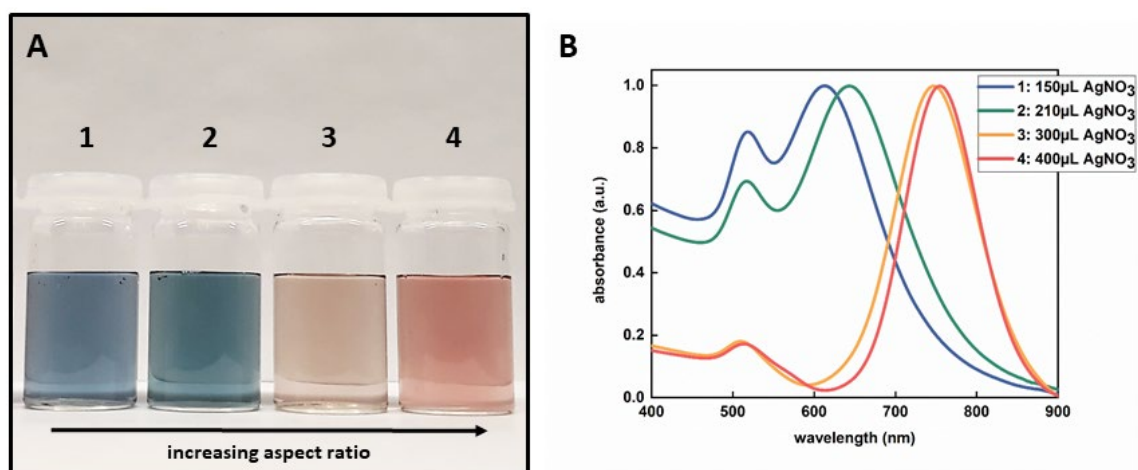 A
1 2 3 4
increasing aspect ratio
B
1: 150µL AgNO3
2: 210µL AgNO3
3: 300µL AgNO3
4: 400µL AgNO3
absorbance (a.u.)
1.0
0.8
0.6
0.4
0.2
0.0
400 500 600 700 800 900
wavelength (nm)